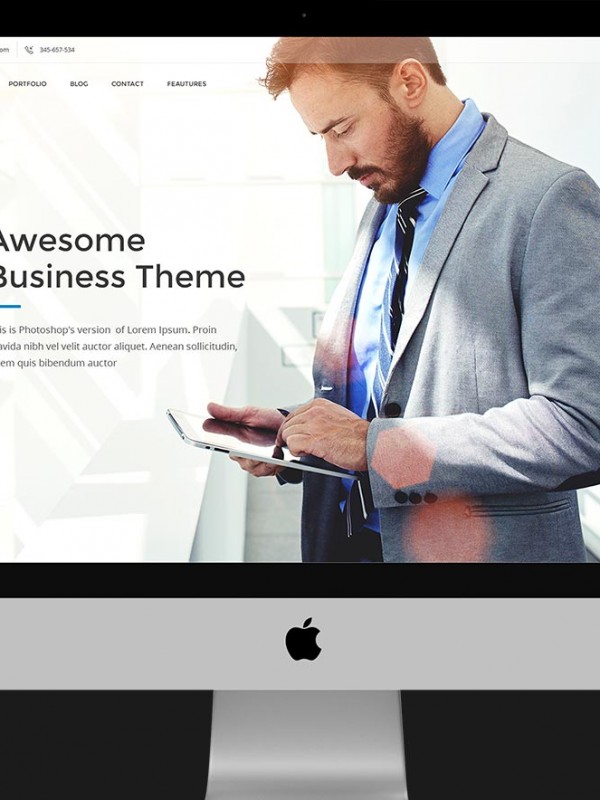 om 345-657-534
PORTFOLIO BLOG CONTACT FEAUTURES
Awesome
Business Theme
is is Photoshop's version of Lorem Ipsum. Proin
avida nibh vel velit auctor aliquet. Aenean sollicitudin,
em quis bibendum auctor